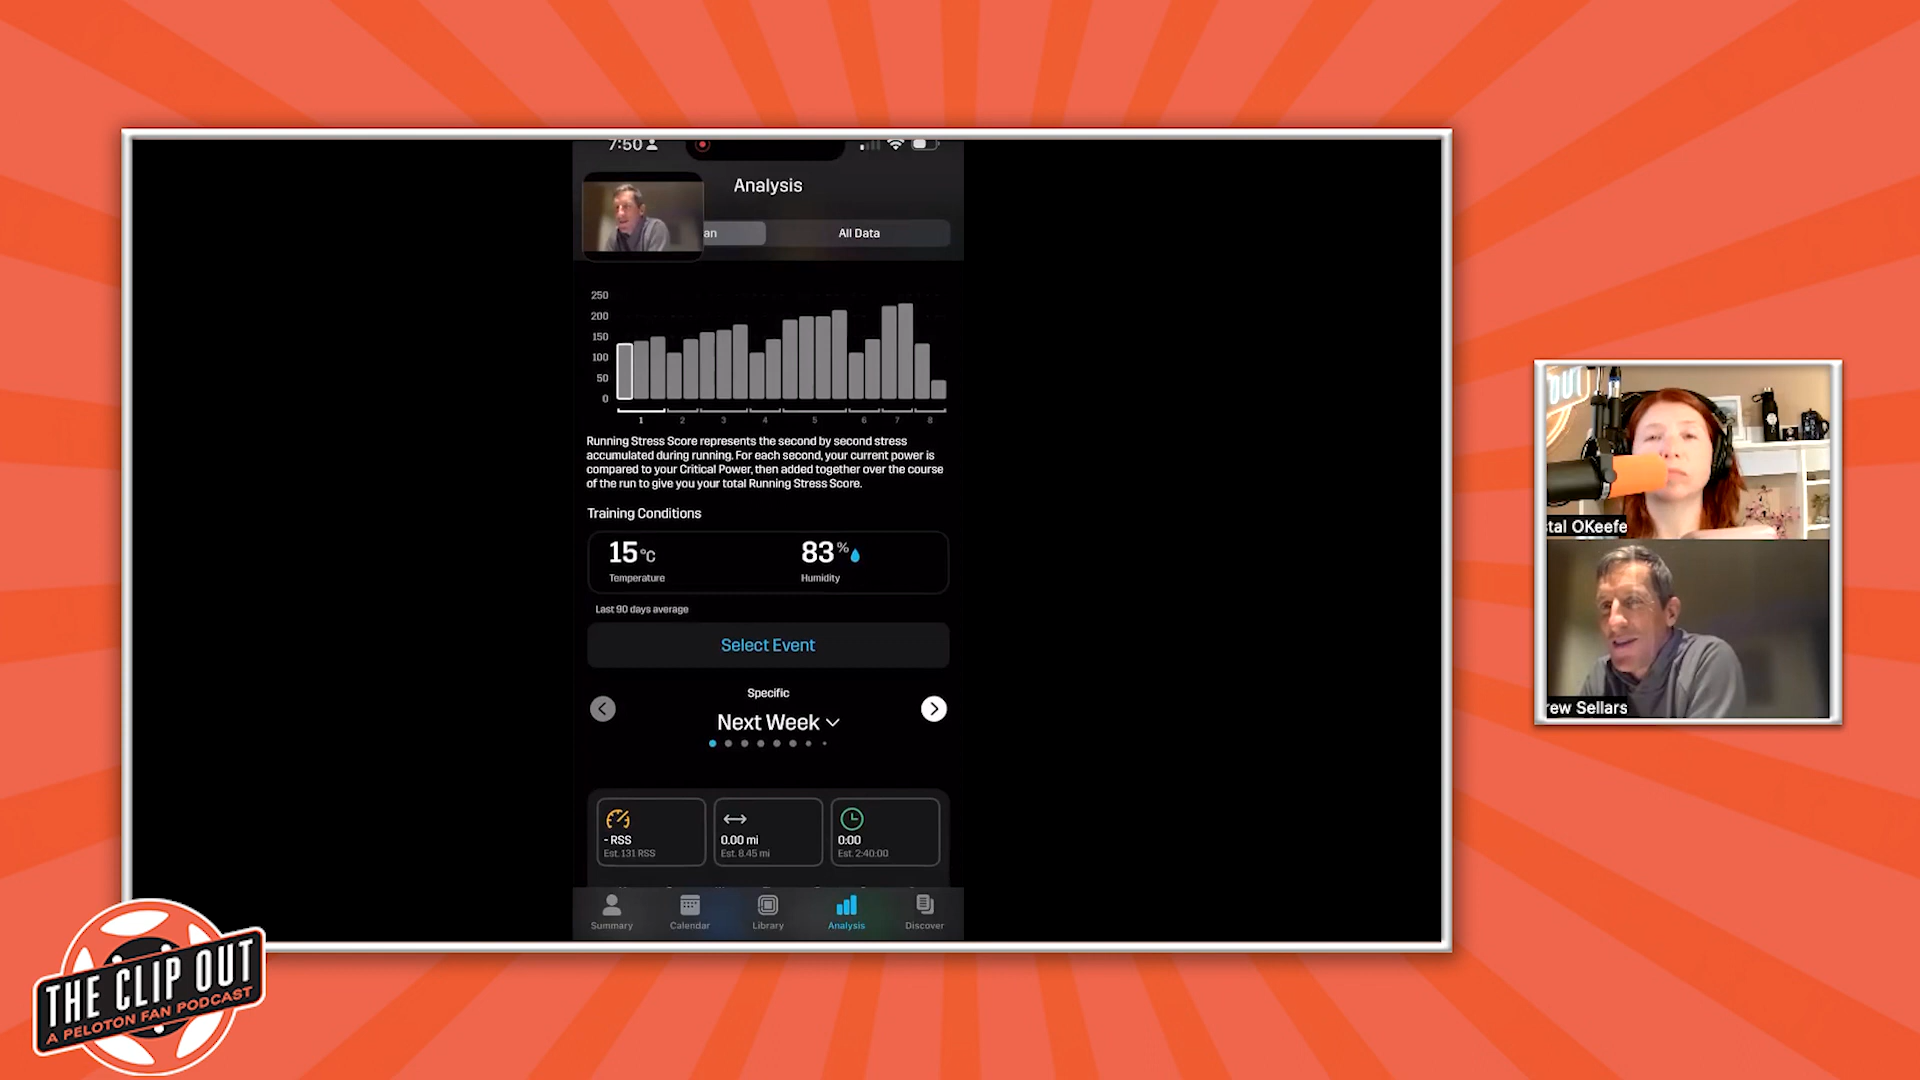 7:50
Analysis
an
All Data
250
200
150
100
50
0
1 2 3 4 5 6 7 8
Running Stress Score represents the second by second stress
accumulated during running. For each second, your current power is
compared to your Critical Power, then added together over the course
of the run to give you your total Running Stress Score.
Training Conditions
15°C
Temperature
83%
Humidity
Last 90 days average
Select Event
Specific
Next Week
- RSS
Est. 131 RSS
0.00 mi
Est. 8.45 mi
0:00
Est. 2:40:00
Summary
Calendar
Library
Analysis
Discover
OUT
tal OKeefe
rew Sellars
THE CLIP OUT
A PELOTON FAN PODCAST